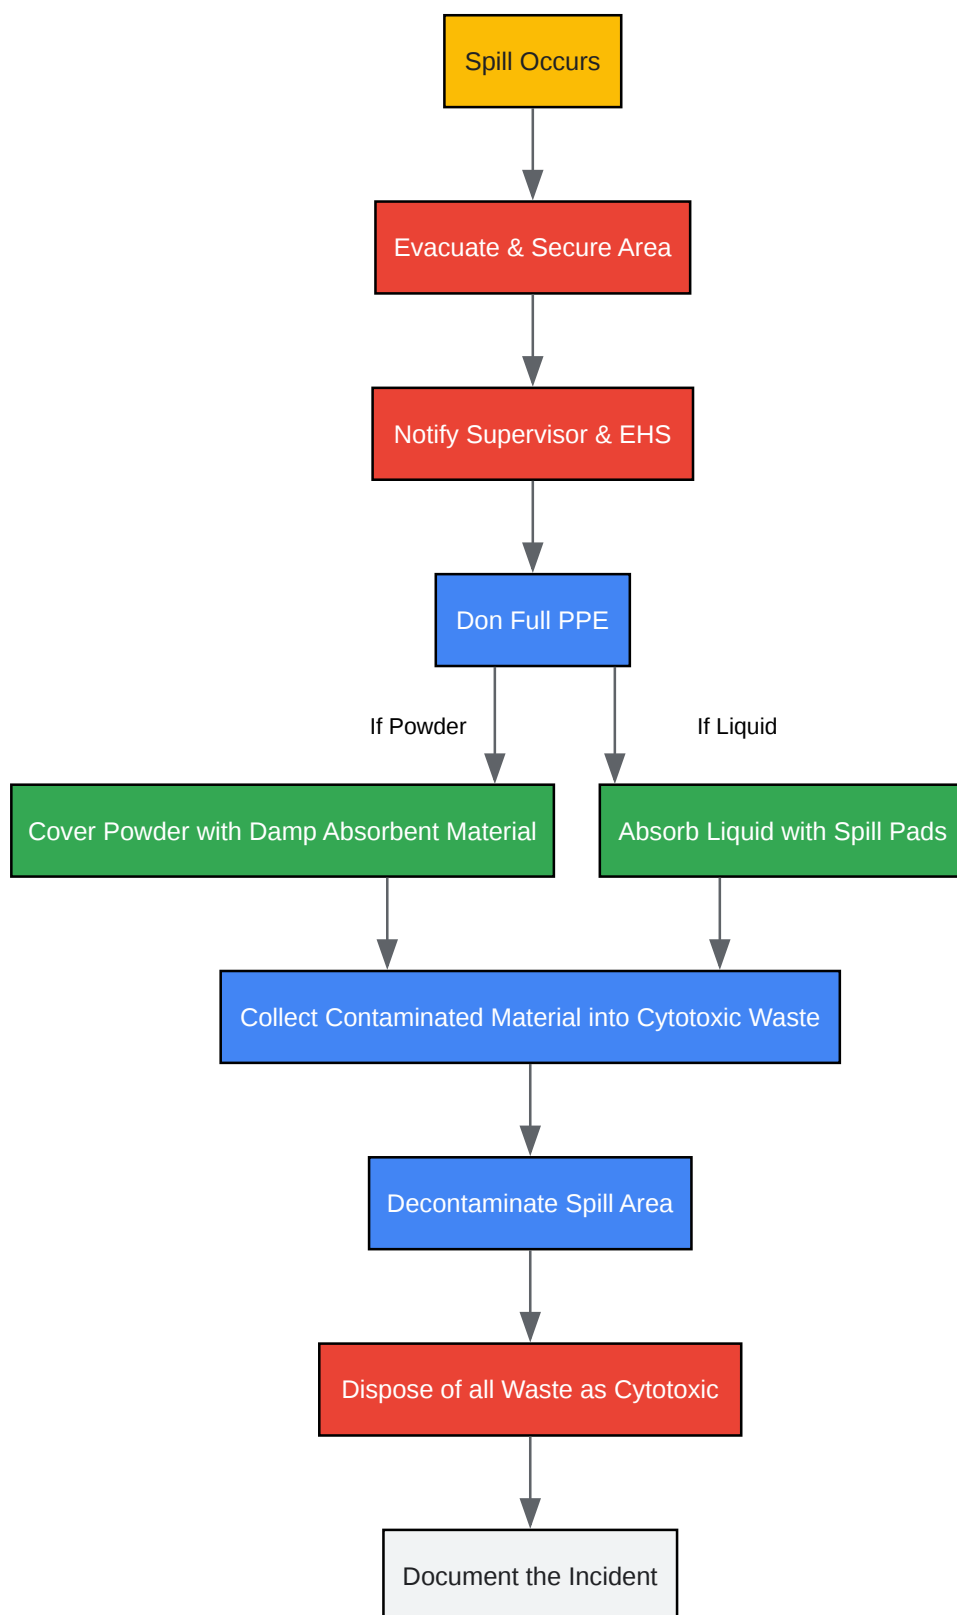 Spill Occurs
Evacuate & Secure Area
Notify Supervisor & EHS
Don Full PPE
If Powder
If Liquid
Cover Powder with Damp Absorbent Material
Absorb Liquid with Spill Pads
Collect Contaminated Material into Cytotoxic Waste
Decontaminate Spill Area
Dispose of all Waste as Cytotoxic
Document the Incident